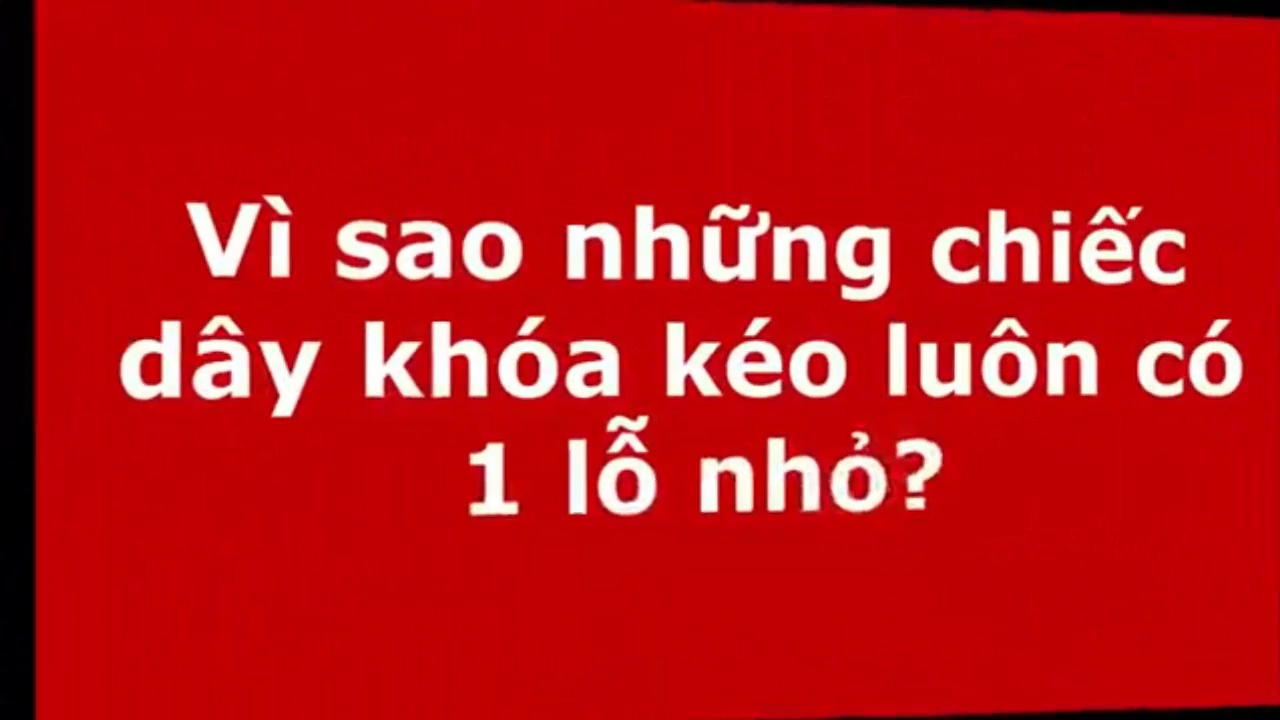 Vì sao những chiếc
dây khóa kéo luôn có
1 lỗ nhỏ?